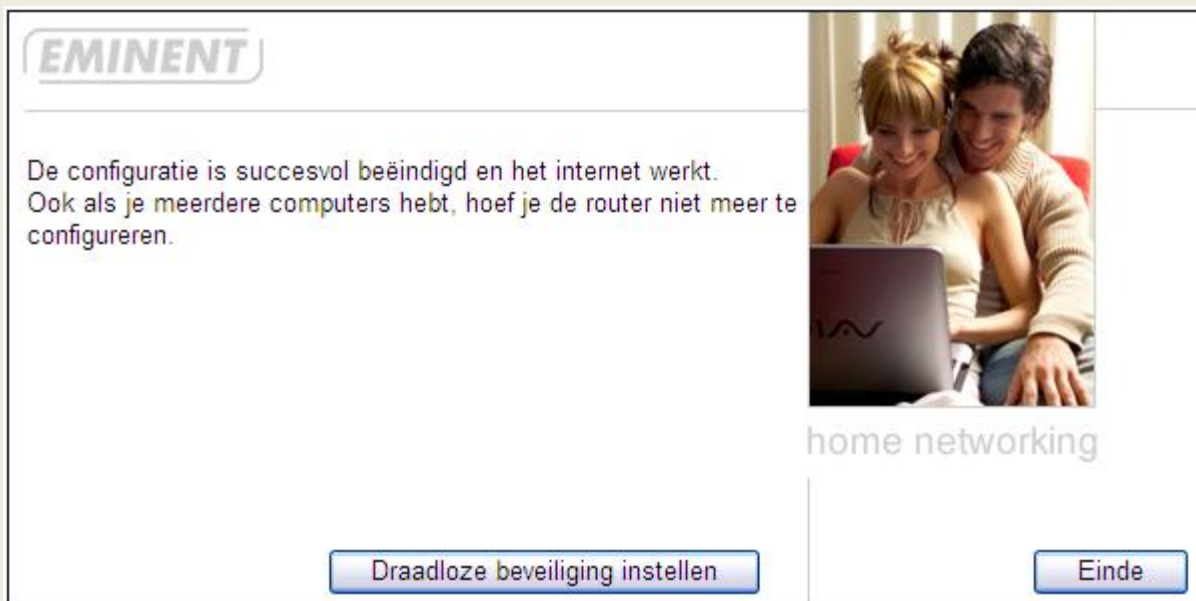 EMINENT
De configuratie is succesvol beëindigd en het internet werkt.
Ook als je meerdere computers hebt, hoef je de router niet meer te
configureren.
VAIO
home networking
Draadloze beveiliging instellen
Einde